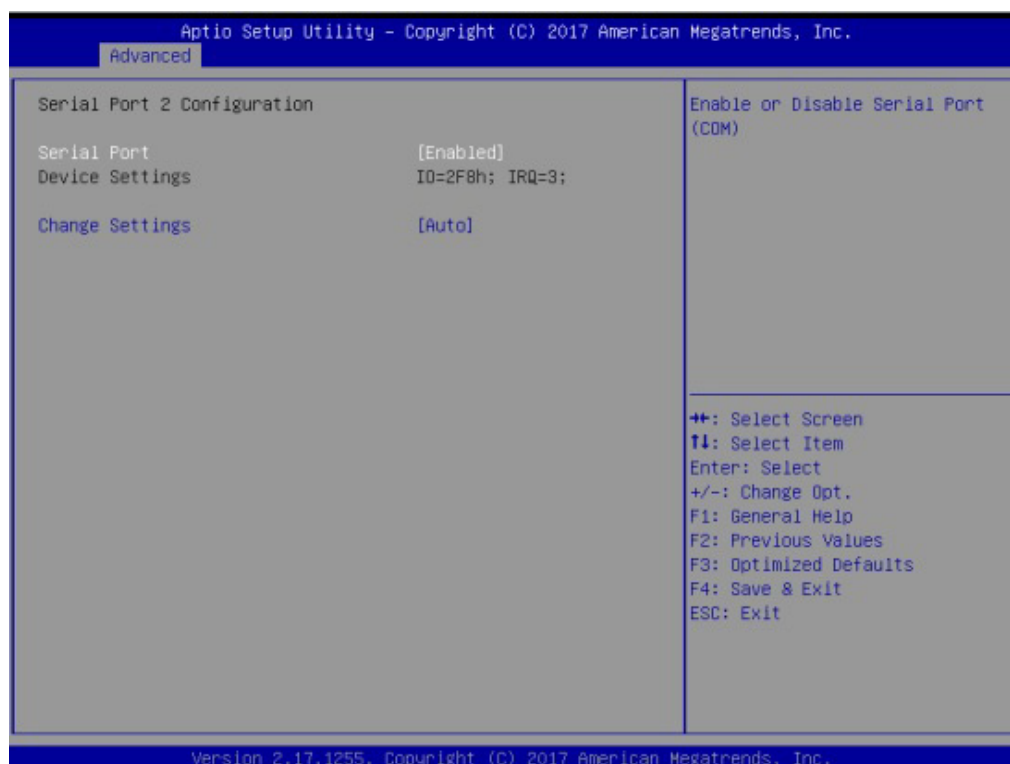 Aptio Setup Utility – Copyright (C) 2017 American Megatrends, Inc.
Advanced
Serial Port 2 Configuration
Serial Port [Enabled]
Device Settings IO=2F8h; IRQ=3;
Change Settings [Auto]
Enable or Disable Serial Port
(COM)
→←: Select Screen
↑↓: Select Item
Enter: Select
+/-: Change Opt.
F1: General Help
F2: Previous Values
F3: Optimized Defaults
F4: Save & Exit
ESC: Exit
Version 2.17.1255. Copyright (C) 2017 American Megatrends, Inc.